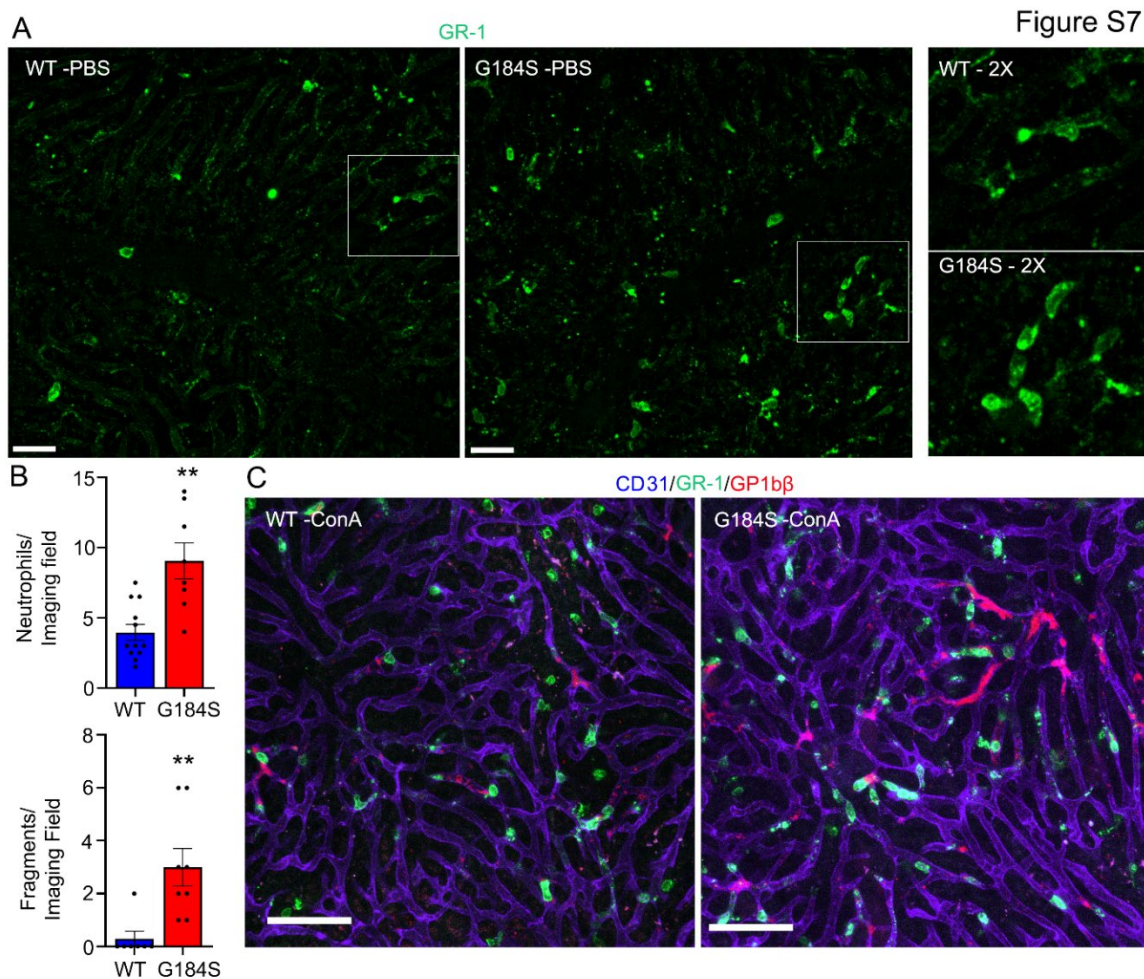 Figure S7
A
GR-1
WT -PBS
G184S -PBS
WT - 2X
G184S - 2X
B
Neutrophils/
Imaging field
15
10
5
0
**
WT
G184S
Fragments/
Imaging Field
8
6
4
2
0
**
WT
G184S
C
CD31/GR-1/GP1bβ
WT -ConA
G184S -ConA